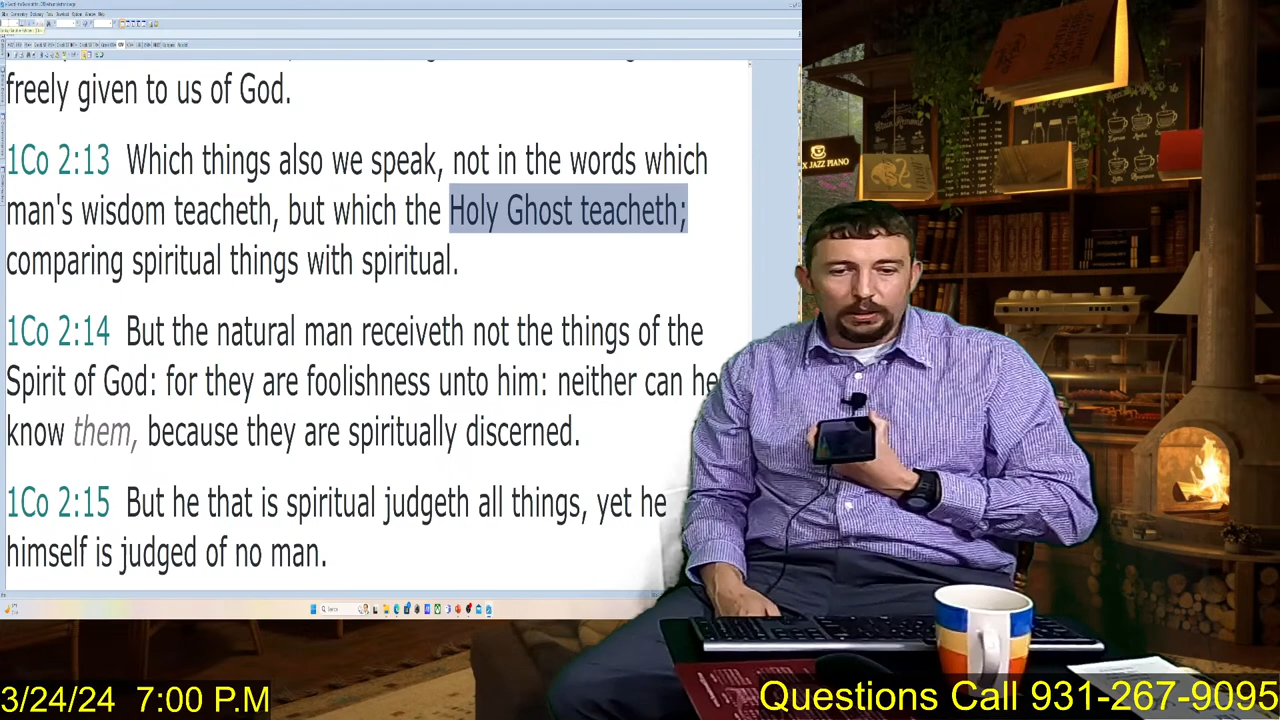 freely given to us of God.
1Co 2:13 Which things also we speak, not in the words which
man's wisdom teacheth, but which the Holy Ghost teacheth;
comparing spiritual things with spiritual.
1Co 2:14 But the natural man receiveth not the things of the
Spirit of God: for they are foolishness unto him: neither can he
know them, because they are spiritually discerned.
1Co 2:15 But he that is spiritual judgeth all things, yet he
himself is judged of no man.
JAZZ PIANO
3/24/24 7:00 P.M
Questions Call 931-267-9095